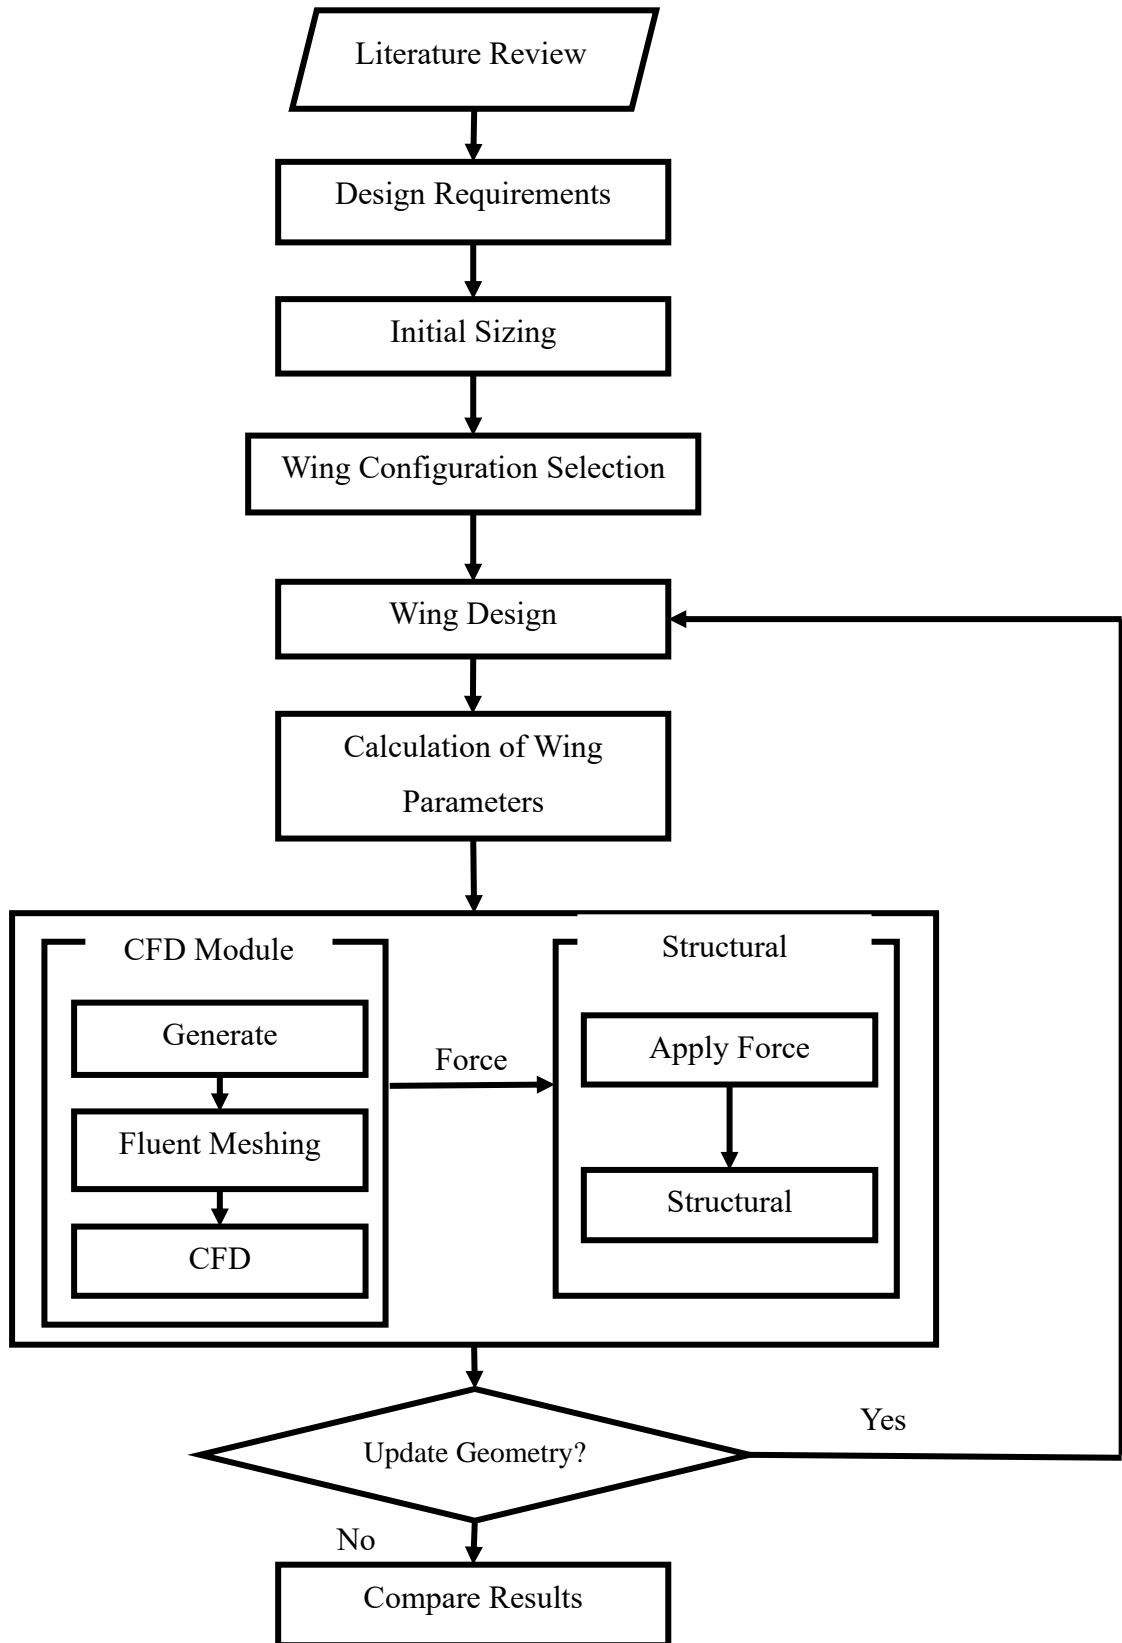 Literature Review
Design Requirements
Initial Sizing
Wing Configuration Selection
Wing Design
Calculation of Wing
Parameters
CFD Module
Generate
Fluent Meshing
CFD
Force
Structural
Apply Force
Structural
Update Geometry?
Yes
No
Compare Results